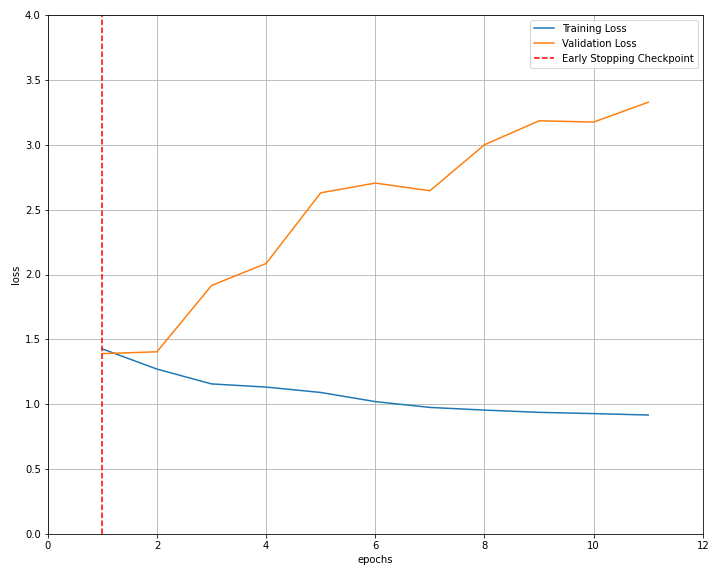 4.0
3.5
3.0
2.5
2.0
1.5
1.0
0.5
0.0
loss
Training Loss
Validation Loss
Early Stopping Checkpoint
0 2 4 6 8 10 12
epochs